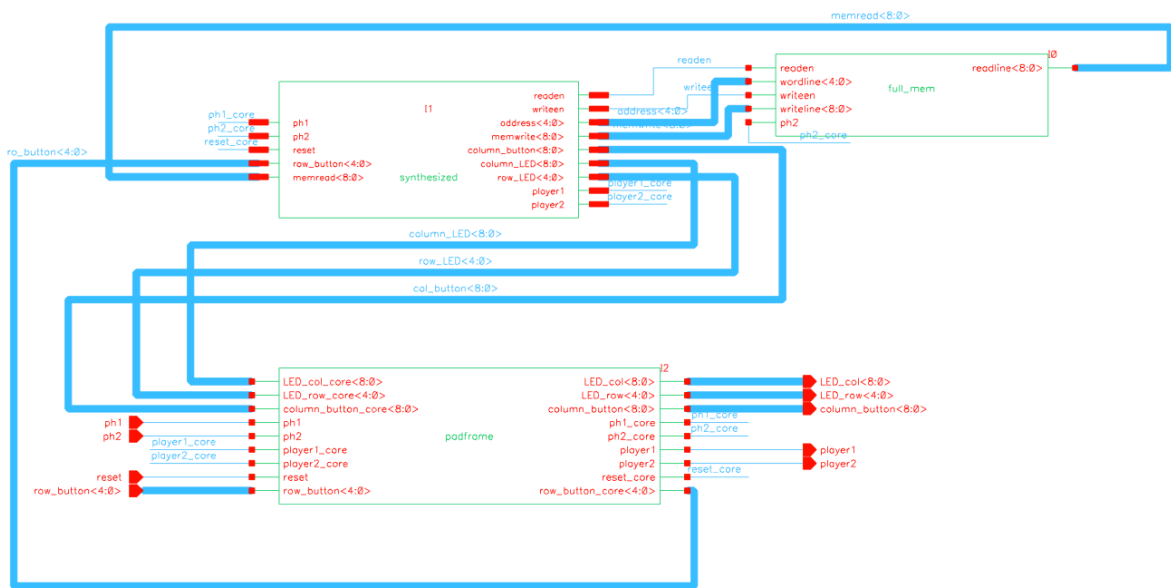 memread<8:0>
I0
readen
readen
readline<8:0>
wordline<4:0>
full_mem
writeen
writeen
writeline<8:0>
ph2
ph2_core
I1
readen
writeen
address<4:0>
address<4:0>
memwrite<8:0>
memwrite<8:0>
column_button<8:0>
column_LED<8:0>
row_LED<4:0>
player1
player1_core
player2
player2_core
ph1_core
ph1
ph2_core
ph2
reset_core
reset
ro_button<4:0>
row_button<4:0>
memread<8:0>
synthesized
column_LED<8:0>
row_LED<4:0>
col_button<8:0>
I2
LED_col_core<8:0>
LED_col<8:0>
LED_col<8:0>
LED_row_core<4:0>
LED_row<4:0>
LED_row<4:0>
column_button_core<8:0>
column_button<8:0>
column_button<8:0>
ph1
ph1
ph1_core
ph1_core
ph2
ph2
padframe
ph2_core
ph2_core
player1_core
player1_core
player1
player1
player2_core
player2_core
player2
player2
reset
reset
reset_core
reset_core
row_button<4:0>
row_button<4:0>
row_button_core<4:0>